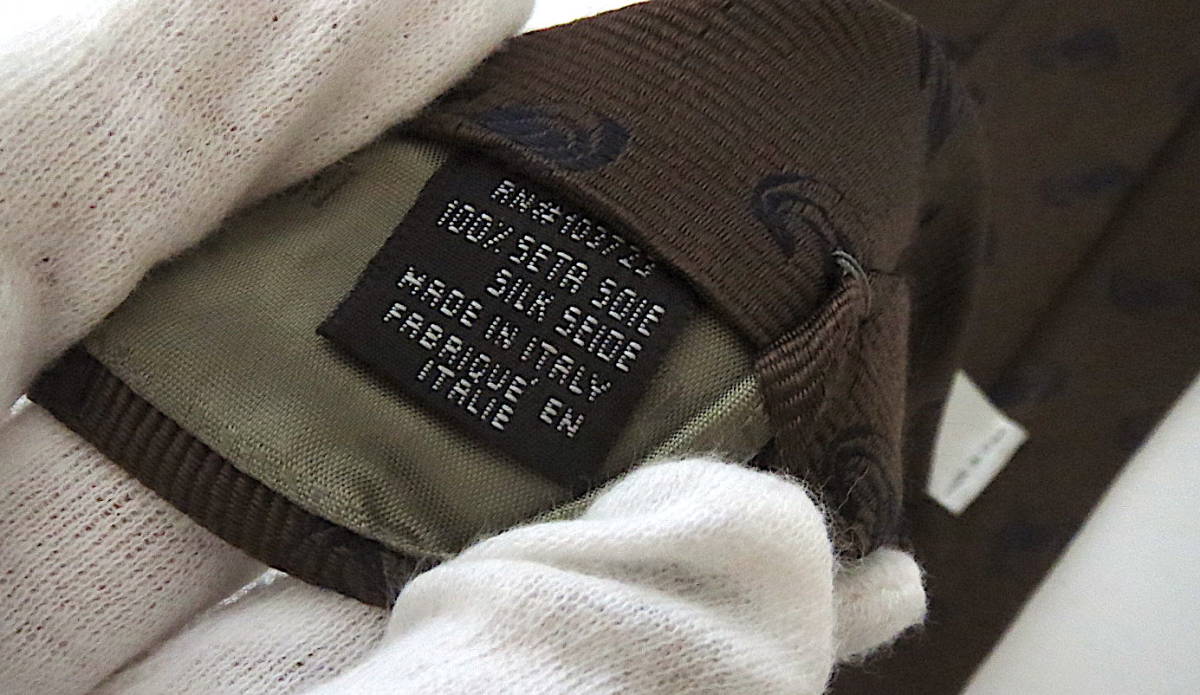 RN#103723
100% SETA SOIE
SILK SEIDE
MADE IN ITALY
FABRIQUE' EN
ITALIE